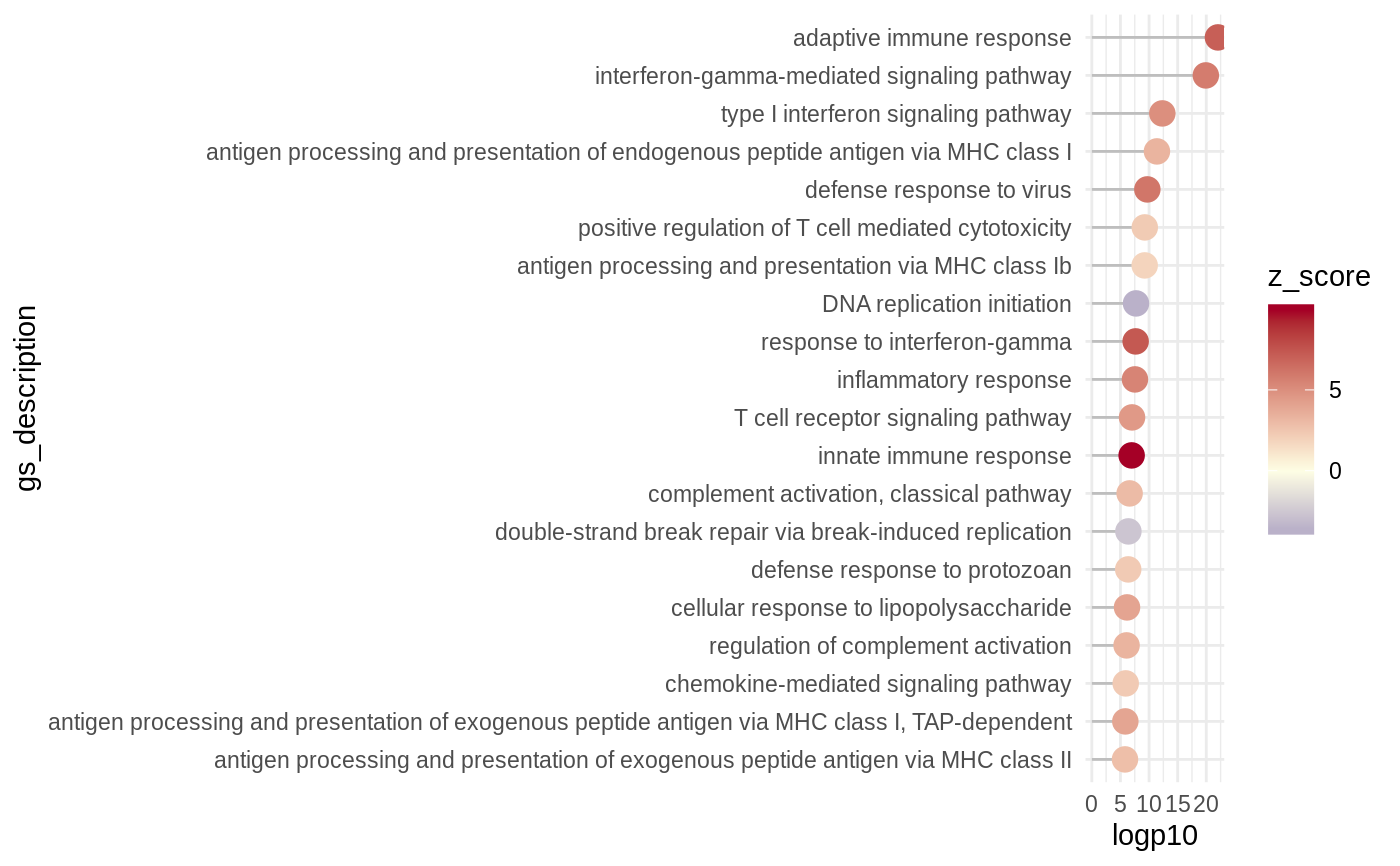 adaptive immune response
interferon-gamma-mediated signaling pathway
type I interferon signaling pathway
antigen processing and presentation of endogenous peptide antigen via MHC class I
defense response to virus
positive regulation of T cell mediated cytotoxicity
antigen processing and presentation via MHC class Ib
DNA replication initiation
response to interferon-gamma
inflammatory response
T cell receptor signaling pathway
innate immune response
complement activation, classical pathway
double-strand break repair via break-induced replication
defense response to protozoan
cellular response to lipopolysaccharide
regulation of complement activation
chemokine-mediated signaling pathway
antigen processing and presentation of exogenous peptide antigen via MHC class I, TAP-dependent
antigen processing and presentation of exogenous peptide antigen via MHC class II
gs_description
0 5 10 15 20
logp10
z_score
5
0